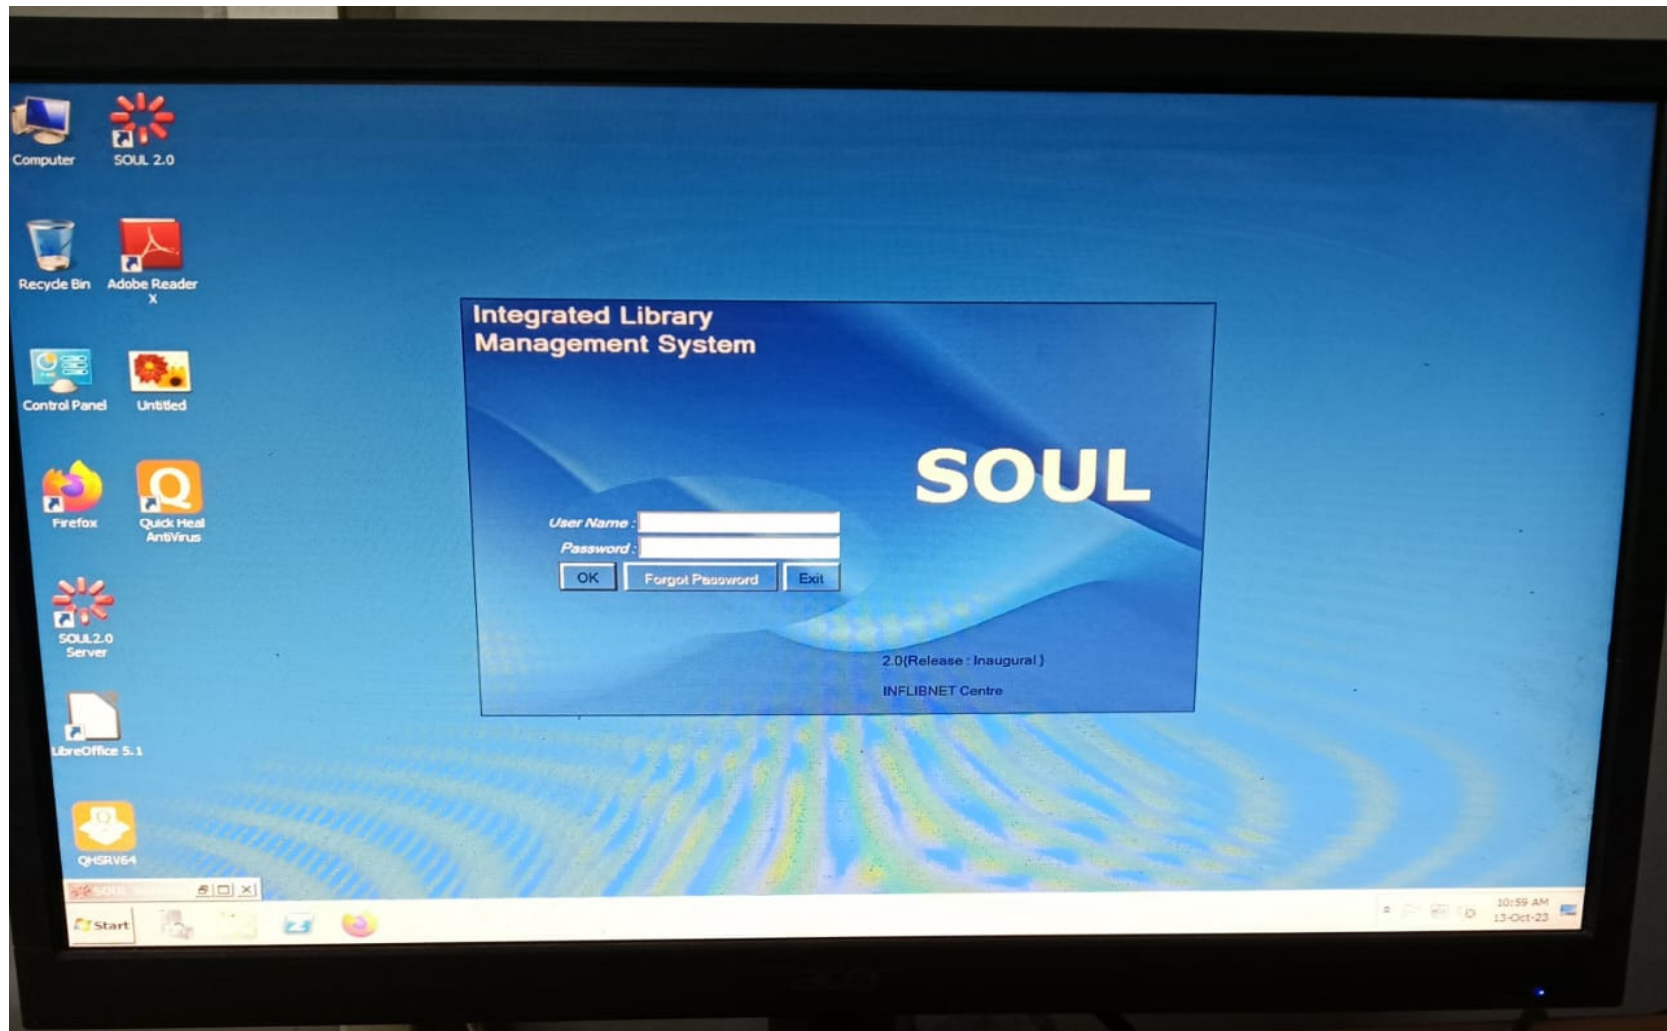 Computer
SOUL 2.0
Recycle Bin
Adobe Reader
X
Control Panel
Untitled
Firefox
Quick Heal
AntiVirus
SOUL2.0
Server
LibreOffice 5.1
QHSRV64
Integrated Library
Management System
SOUL
User Name :
Password :
OK
Forgot Password
Exit
2.0(Release : Inaugural )
INFLIBNET Centre
SOUL
Start
10:59 AM
13-Oct-23
acer